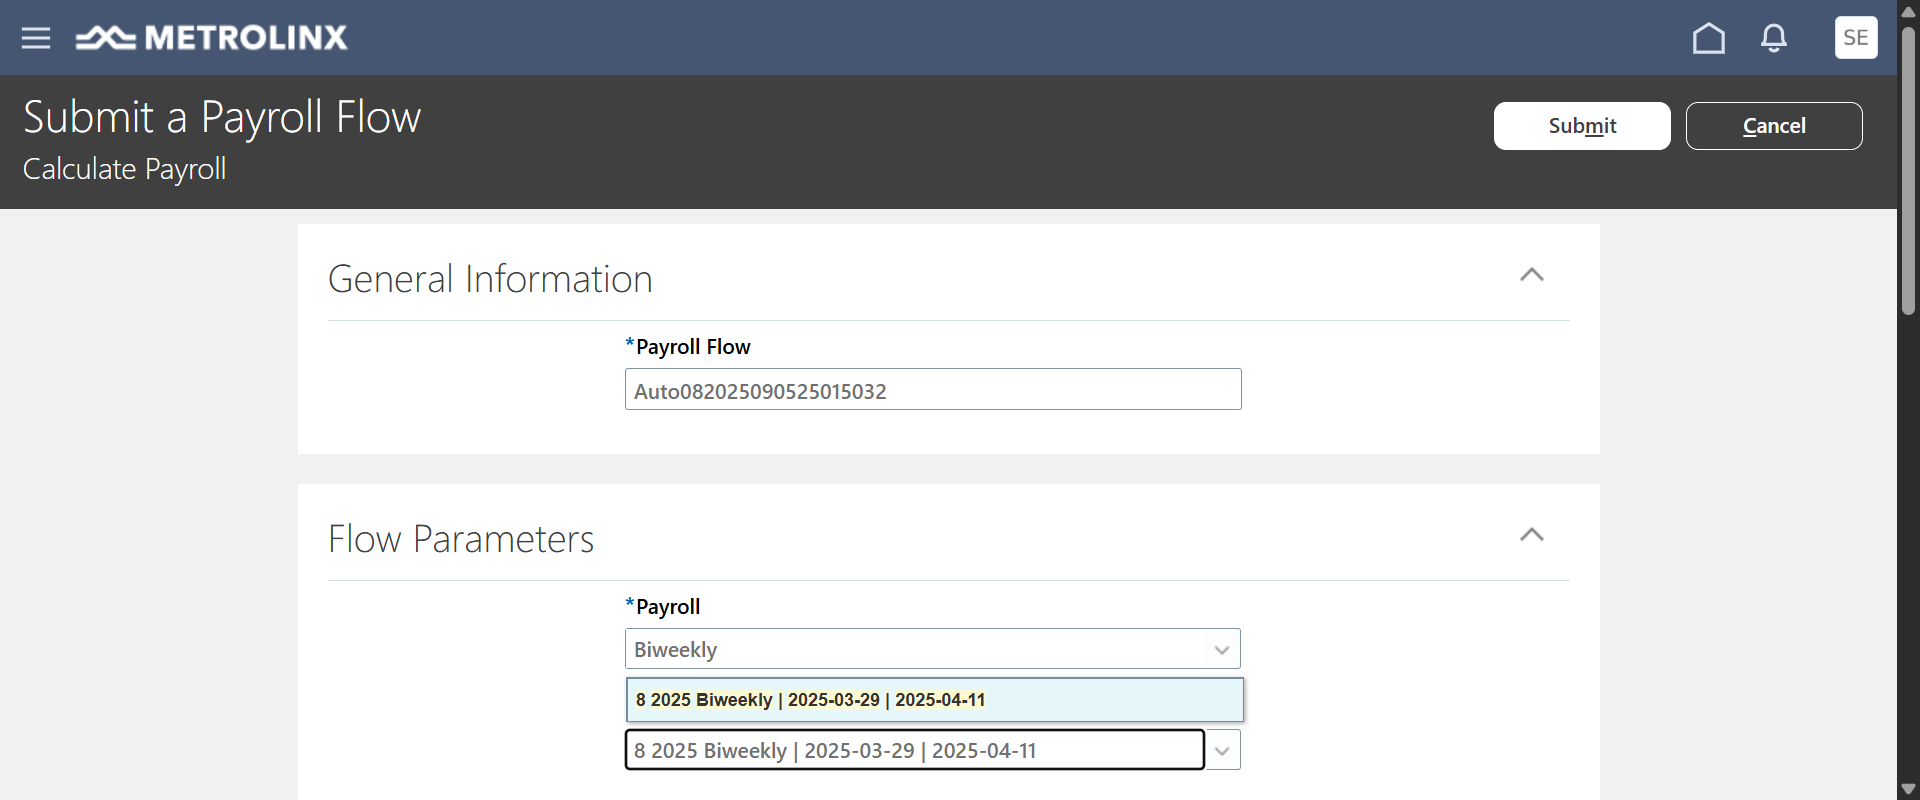 METROLINX
SE
Submit a Payroll Flow
Calculate Payroll
Submit
Cancel
General Information
*Payroll Flow
Auto082025090525015032
Flow Parameters
*Payroll
Biweekly
8 2025 Biweekly | 2025-03-29 | 2025-04-11
8 2025 Biweekly | 2025-03-29 | 2025-04-11